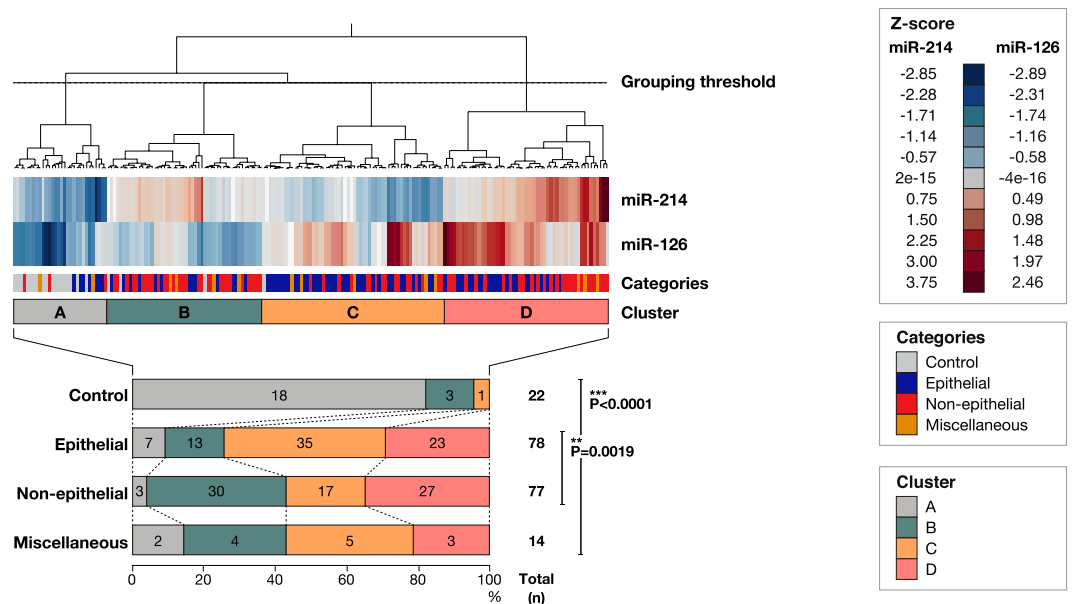 Grouping threshold
miR-214
miR-126
Categories
A B C D Cluster
Control 18 3 1 22
*** P<0.0001
Epithelial 7 13 35 23 78
** P=0.0019
Non-epithelial 3 30 17 27 77
Miscellaneous 2 4 5 3 14
0 20 40 60 80 100 Total
% (n)
Z-score
miR-214 miR-126
-2.85 -2.89
-2.28 -2.31
-1.71 -1.74
-1.14 -1.16
-0.57 -0.58
2e-15 -4e-16
0.75 0.49
1.50 0.98
2.25 1.48
3.00 1.97
3.75 2.46
Categories
Control
Epithelial
Non-epithelial
Miscellaneous
Cluster
A
B
C
D